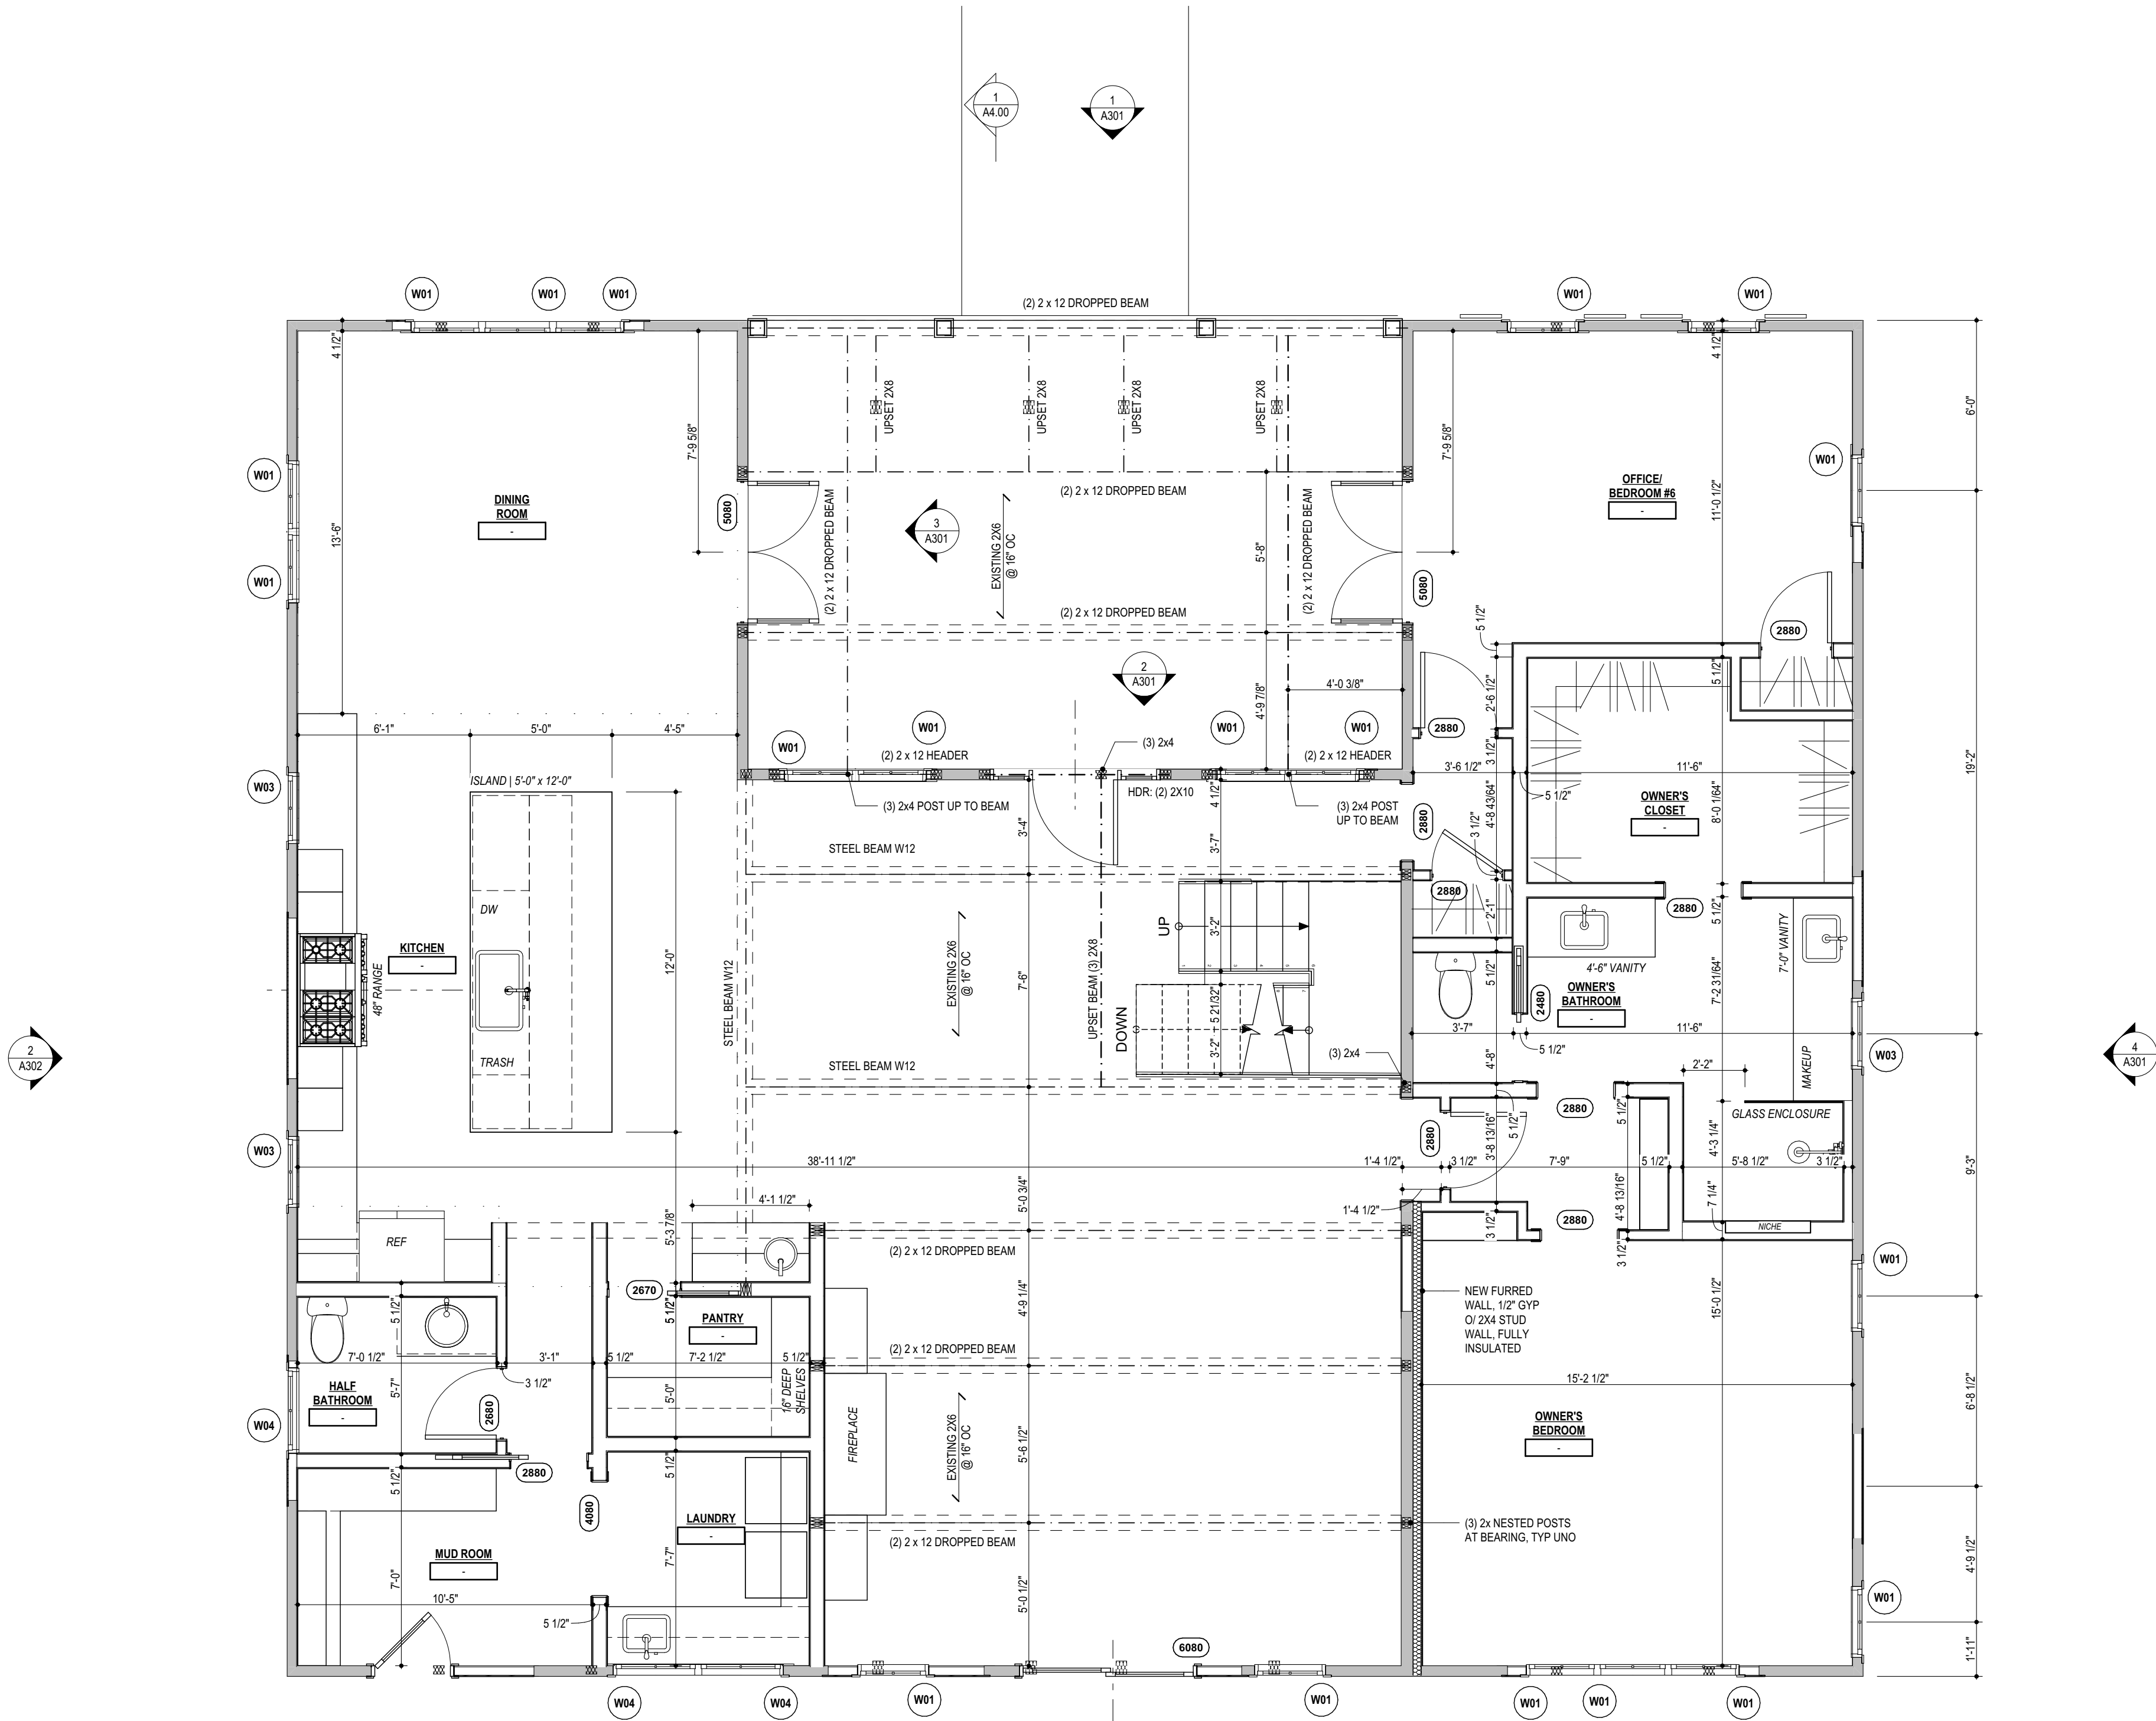 1
A4.00
1
A301
(2) 2 x 12 DROPPED BEAM
W01
W01
W01
W01
W01
4 1/2"
4 1/2"
UPSET 2X8
UPSET 2X8
UPSET 2X8
UPSET 2X8
6'-0"
7'-9 5/8"
7'-9 5/8"
W01
W01
DINING
ROOM
-
5080
13'-6"
(2) 2 x 12 DROPPED BEAM
3
A301
EXISTING 2X6
@ 16" OC
(2) 2 x 12 DROPPED BEAM
5'-8"
(2) 2 x 12 DROPPED BEAM
OFFICE/
BEDROOM #6
-
11'-0 1/2"
W01
5080
(2) 2 x 12 DROPPED BEAM
5 1/2"
2880
2
A301
4'-0 3/8"
4'-9 7/8"
2'-6 1/2"
5 1/2"
19'-2"
6'-1"
5'-0"
4'-5"
W01
W01
W01
W01
(2) 2 x 12 HEADER
(3) 2x4
(2) 2 x 12 HEADER
2880
3 1/2"
3'-6 1/2"
11'-6"
W03
ISLAND | 5'-0" x 12'-0"
(3) 2x4 POST UP TO BEAM
HDR: (2) 2X10
4 1/2"
(3) 2x4 POST
UP TO BEAM
5 1/2"
OWNER'S
CLOSET
-
3'-4"
3'-7"
2880
4'-8 43/64"
3 1/2"
8'-0 1/64"
STEEL BEAM W12
2880
2'-1"
2880
5 1/2"
DW
KITCHEN
-
48" RANGE
12'-0"
STEEL BEAM W12
EXISTING 2X6
@ 16" OC
7'-6"
UPSET BEAM (3) 2X8
UP
3'-2"
5 21/32"
DOWN
3'-2"
5 1/2"
2480
4'-6" VANITY
OWNER'S
BATHROOM
-
7'-2 31/64"
7'-0" VANITY
3'-7"
11'-6"
5 1/2"
4'-8"
2
A302
4
A301
TRASH
STEEL BEAM W12
(3) 2x4
2'-2"
MAKEUP
W03
2880
5 1/2"
GLASS ENCLOSURE
W03
2880
3'-8 13/16"
5 1/2"
4'-3 1/4"
9'-3"
38'-11 1/2"
1'-4 1/2"
3 1/2"
7'-9"
5 1/2"
5'-8 1/2"
3 1/2"
4'-1 1/2"
5'-0 3/4"
1'-4 1/2"
3 1/2"
2880
4'-8 13/16"
7 1/4"
NICHE
REF
5'-3 7/8"
(2) 2 x 12 DROPPED BEAM
3 1/2"
W01
2670
5 1/2"
5 1/2"
PANTRY
-
4'-9 1/4"
NEW FURRED
WALL, 1/2" GYP
O/ 2X4 STUD
WALL, FULLY
INSULATED
15'-0 1/2"
(2) 2 x 12 DROPPED BEAM
7'-0 1/2"
3'-1"
5 1/2"
7'-2 1/2"
5 1/2"
3 1/2"
15'-2 1/2"
HALF
BATHROOM
-
5'-7"
2680
5'-0"
16" DEEP
SHELVES
FIREPLACE
EXISTING 2X6
@ 16" OC
5'-6 1/2"
OWNER'S
BEDROOM
-
6'-8 1/2"
W04
5 1/2"
2880
5 1/2"
4080
LAUNDRY
-
(3) 2x NESTED POSTS
AT BEARING, TYP UNO
(2) 2 x 12 DROPPED BEAM
MUD ROOM
-
7'-0"
7'-7"
5'-0 1/2"
4'-9 1/2"
10'-5"
5 1/2"
W01
6080
1'-11"
W04
W04
W01
W01
W01
W01
W01